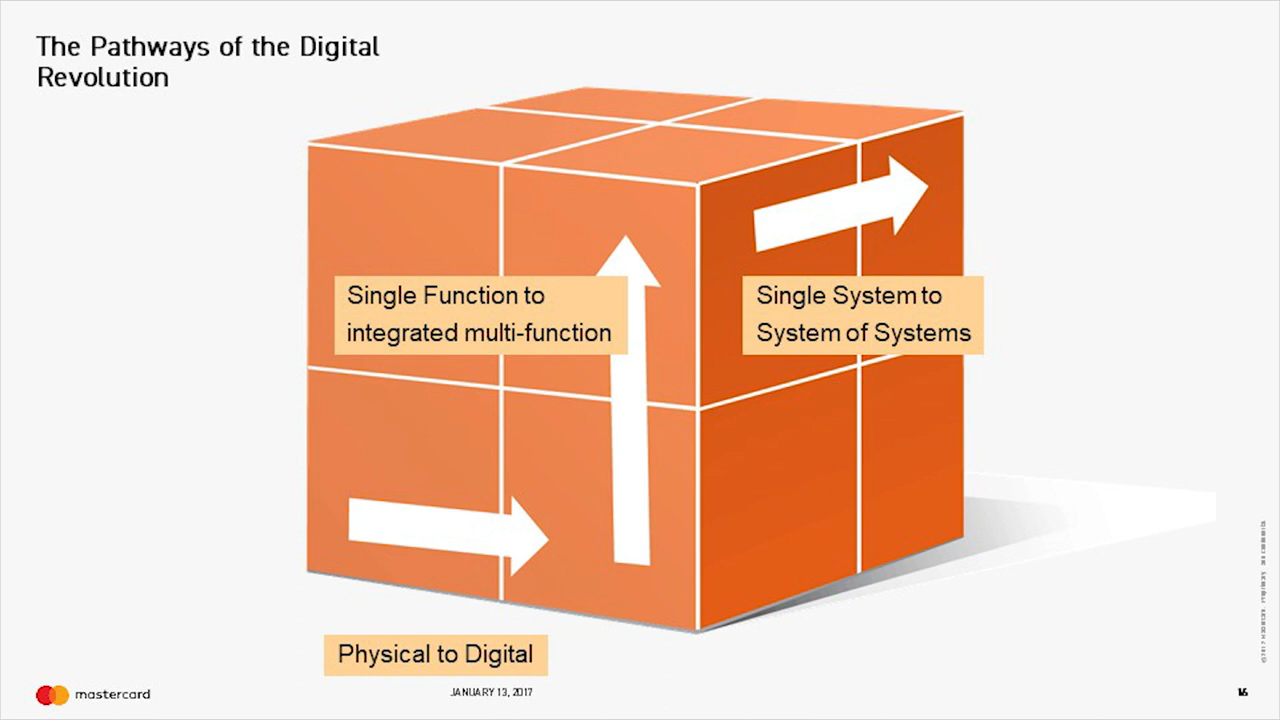 The Pathways of the Digital
Revolution
Single Function to
integrated multi-function
Single System to
System of Systems
Physical to Digital
mastercard
JANUARY 13, 2017
16